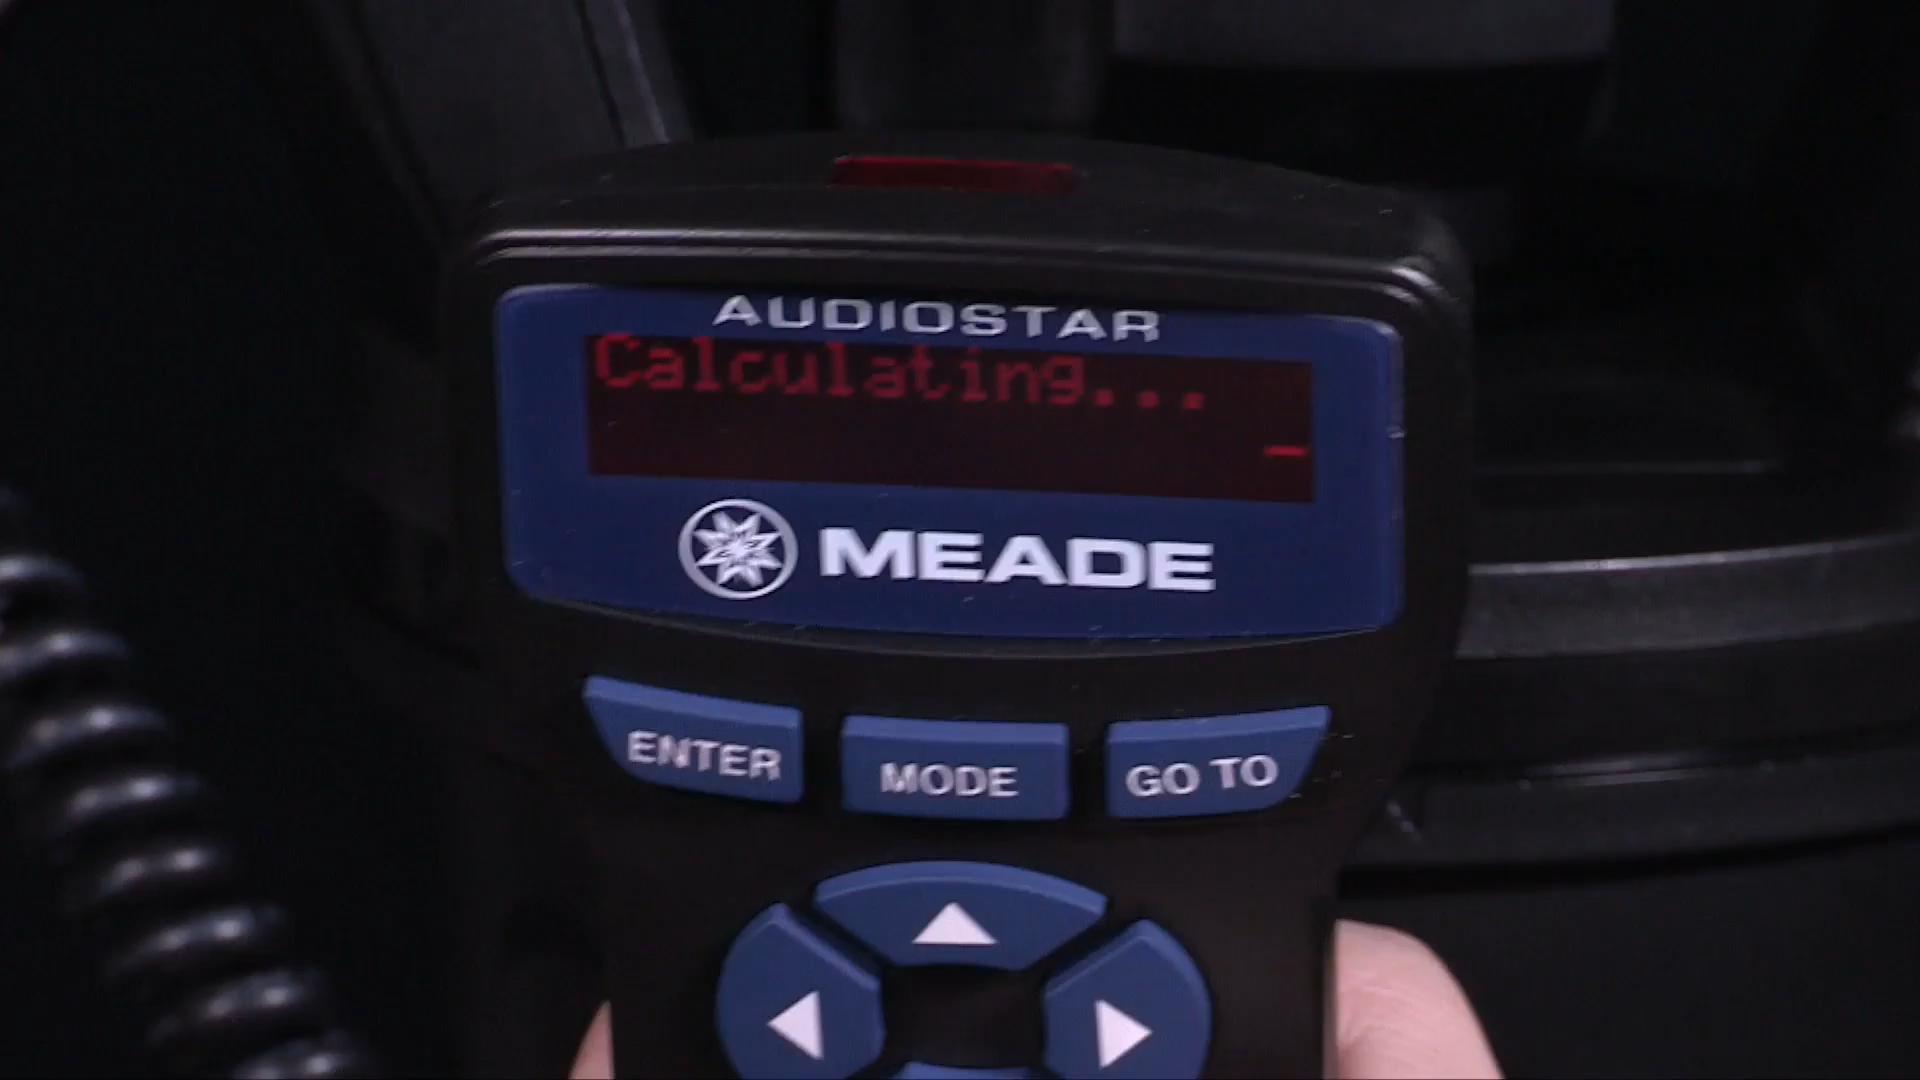 AUDIOSTAR
Calculating...
_
MEADE
ENTER
MODE
GO TO